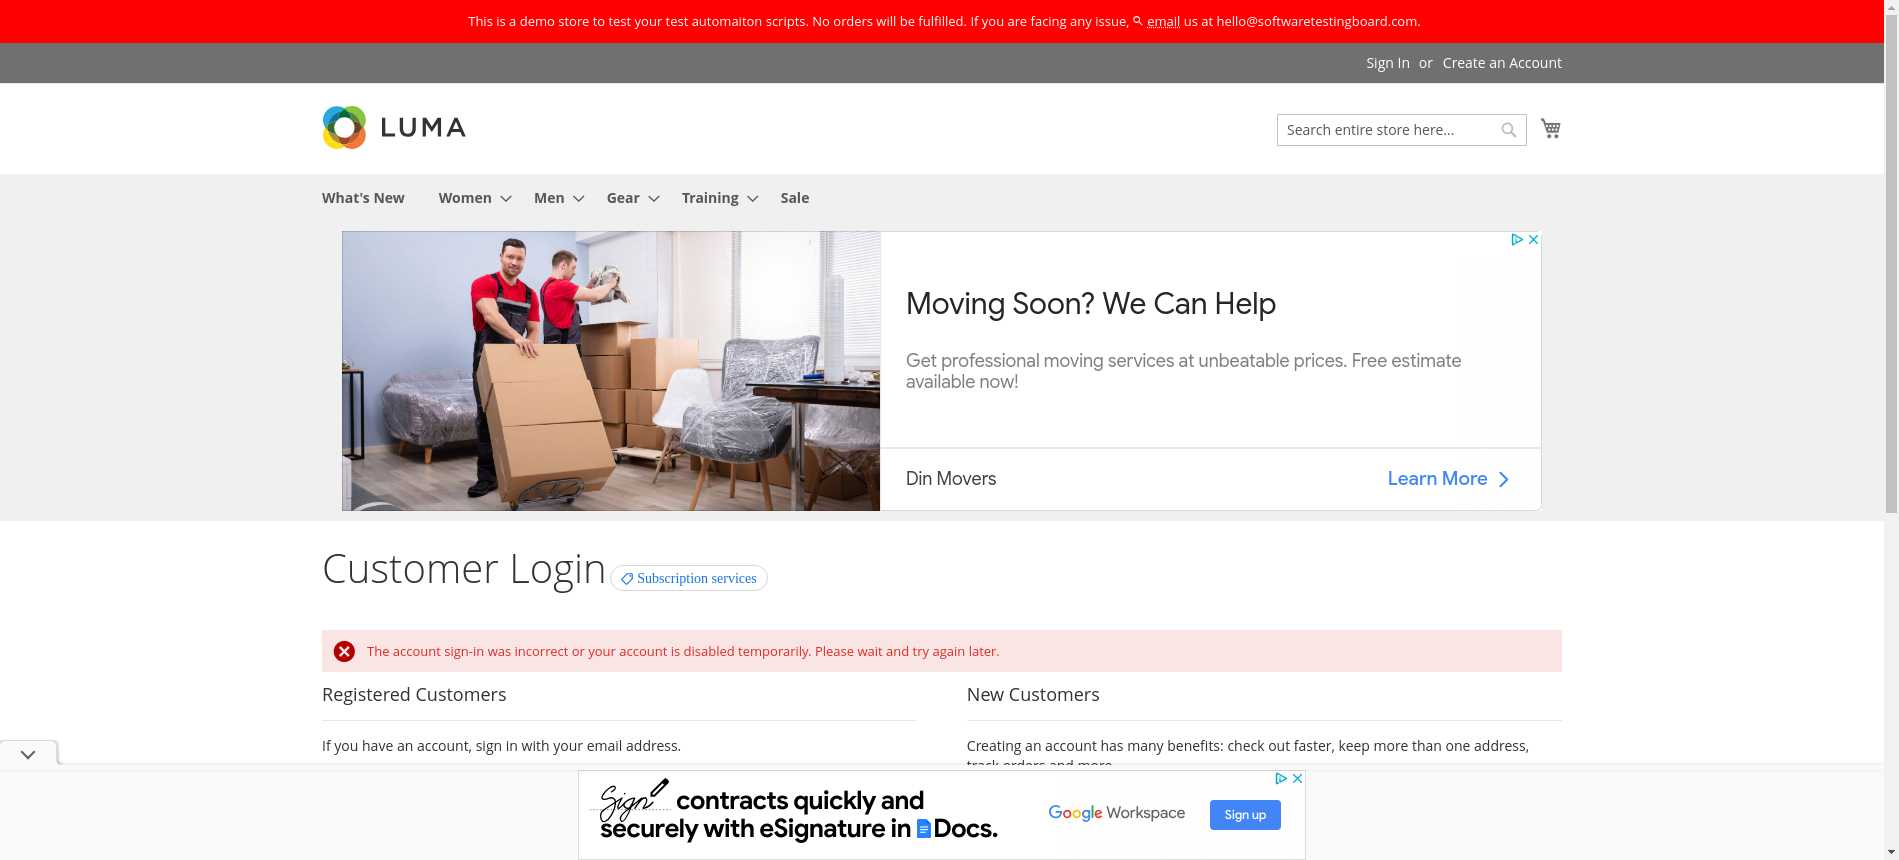 This is a demo store to test your test automaiton scripts. No orders will be fulfilled. If you are facing any issue, email us at hello@softwaretestingboard.com.
Sign In or Create an Account
LUMA
Search entire store here...
What's New Women Men Gear Training Sale
Moving Soon? We Can Help
Get professional moving services at unbeatable prices. Free estimate
available now!
Din Movers
Learn More
Customer Login
Subscription services
The account sign-in was incorrect or your account is disabled temporarily. Please wait and try again later.
Registered Customers
If you have an account, sign in with your email address.
New Customers
Creating an account has many benefits: check out faster, keep more than one address,
track orders and more.
Sign contracts quickly and
securely with eSignature in Docs.
Google Workspace
Sign up